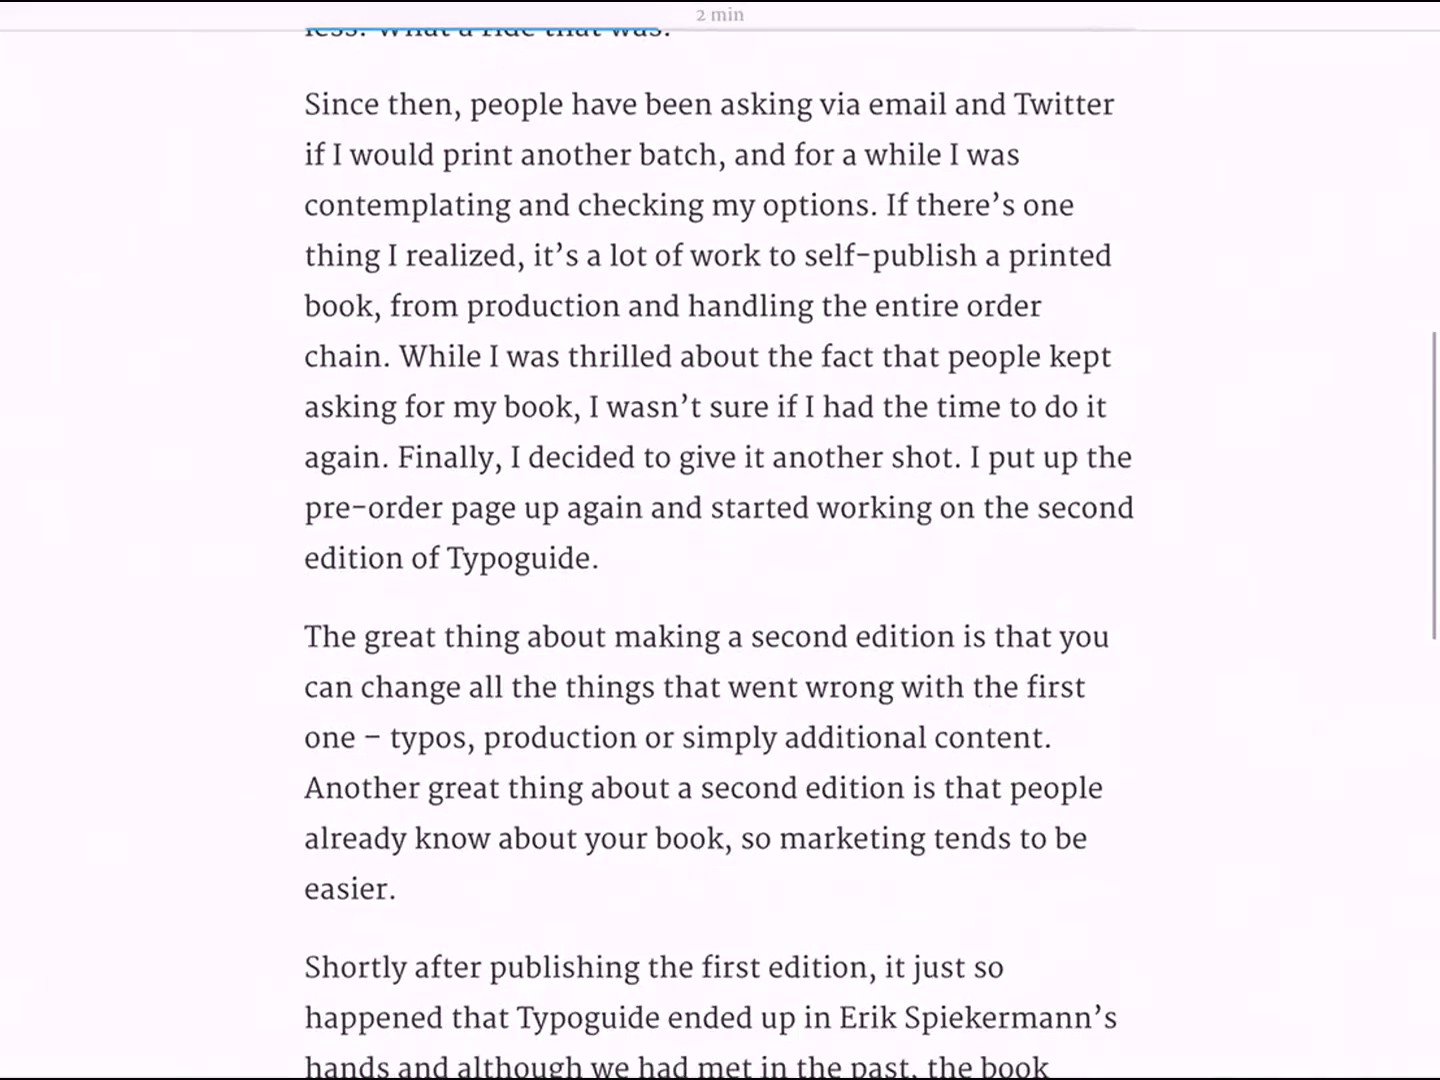 2 min
less. What a ride that was.
Since then, people have been asking via email and Twitter
if I would print another batch, and for a while I was
contemplating and checking my options. If there’s one
thing I realized, it’s a lot of work to self-publish a printed
book, from production and handling the entire order
chain. While I was thrilled about the fact that people kept
asking for my book, I wasn’t sure if I had the time to do it
again. Finally, I decided to give it another shot. I put up the
pre-order page up again and started working on the second
edition of Typoguide.
The great thing about making a second edition is that you
can change all the things that went wrong with the first
one – typos, production or simply additional content.
Another great thing about a second edition is that people
already know about your book, so marketing tends to be
easier.
Shortly after publishing the first edition, it just so
happened that Typoguide ended up in Erik Spiekermann’s
hands and although we had met in the past, the book